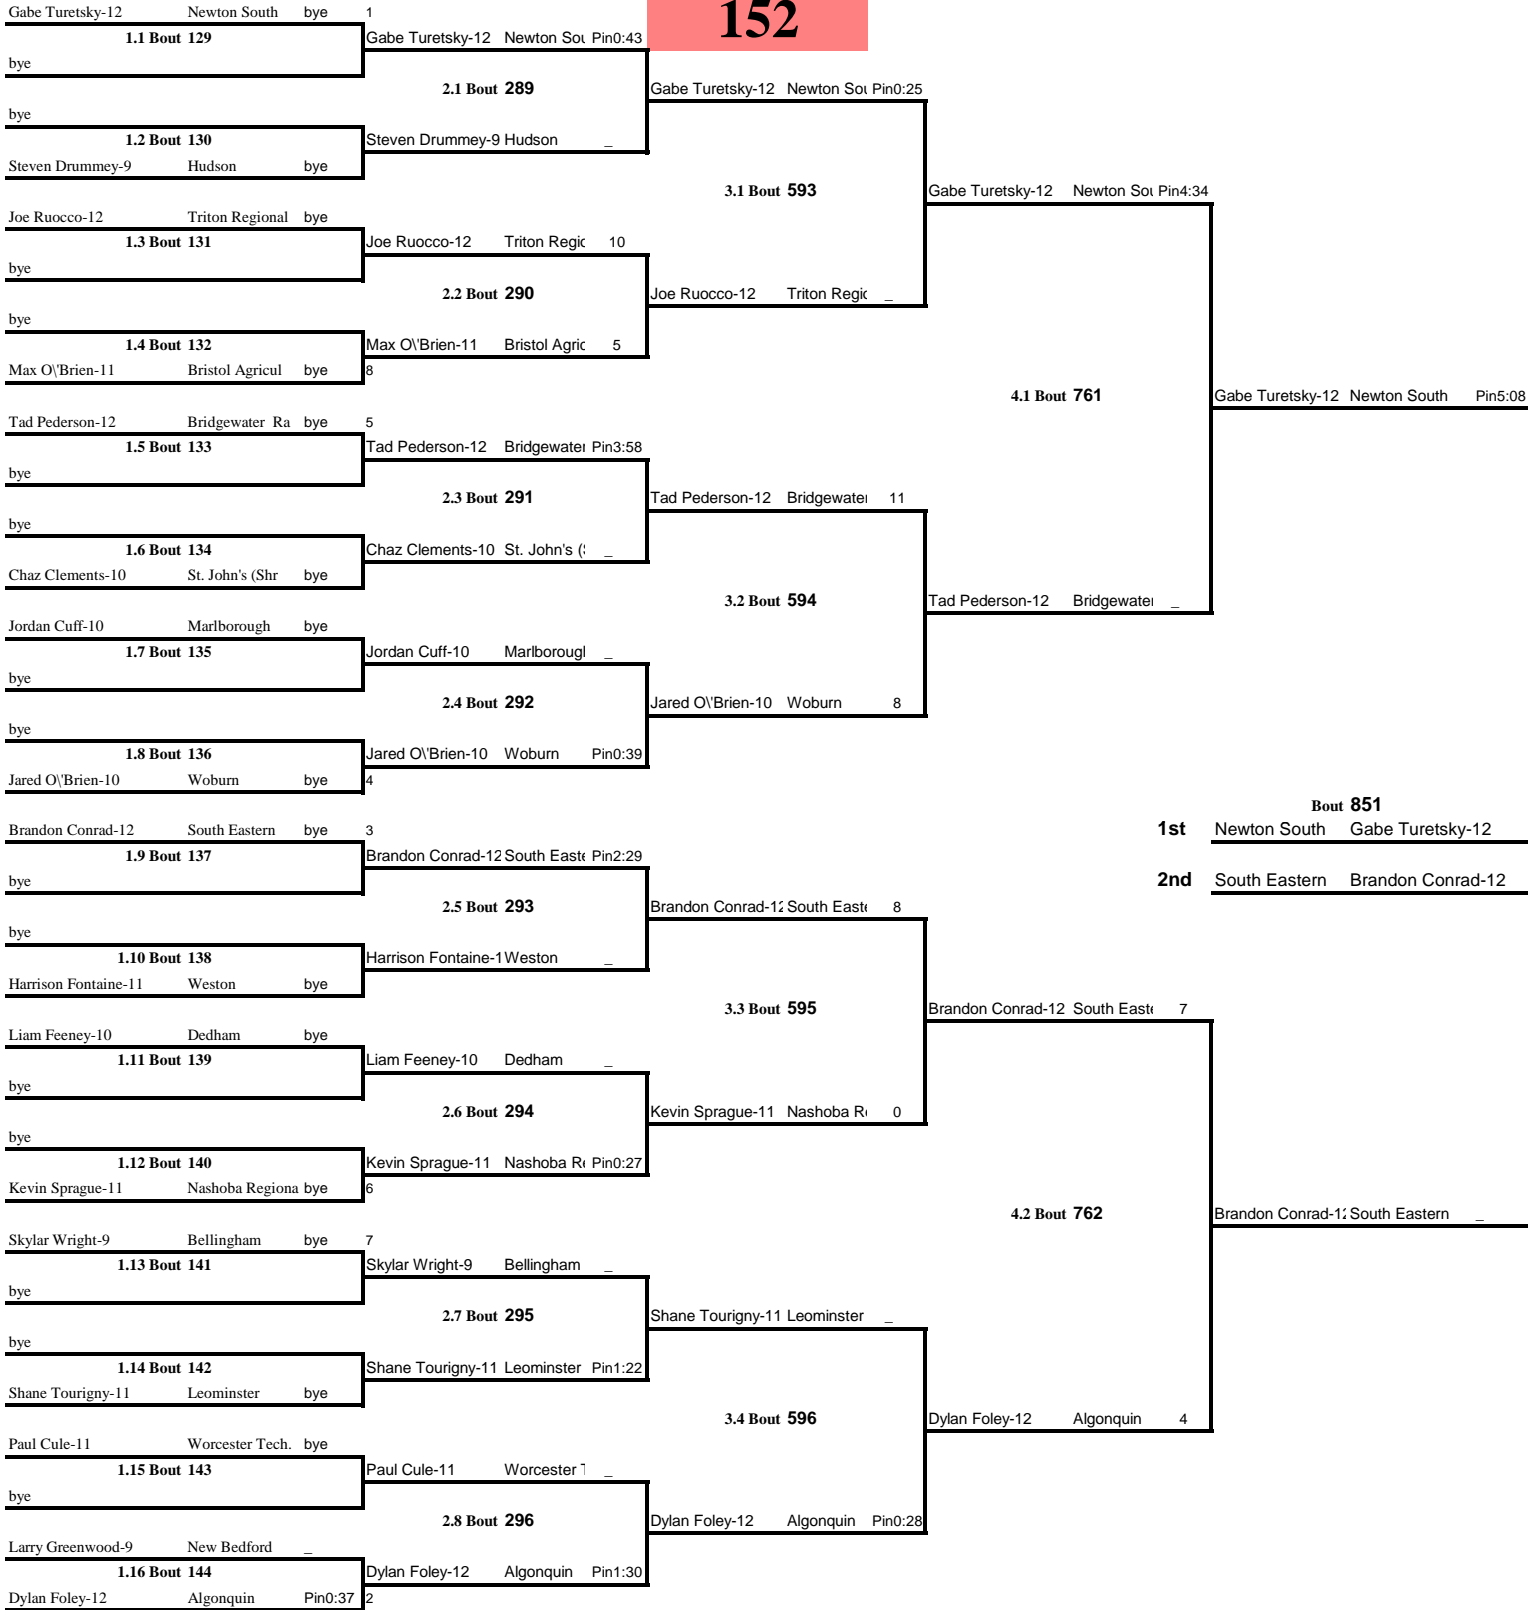 152
Gabe Turetsky-12 Newton South bye 1
1.1 Bout 129 Gabe Turetsky-12 Newton Sou Pin0:43
bye
2.1 Bout 289 Gabe Turetsky-12 Newton Sou Pin0:25
bye
1.2 Bout 130 Steven Drummey-9 Hudson _
Steven Drummey-9 Hudson bye
3.1 Bout 593 Gabe Turetsky-12 Newton Sou Pin4:34
Joe Ruocco-12 Triton Regional bye
1.3 Bout 131 Joe Ruocco-12 Triton Regic 10
bye
2.2 Bout 290 Joe Ruocco-12 Triton Regic _
bye
1.4 Bout 132 Max O\'Brien-11 Bristol Agric 5
Max O\'Brien-11 Bristol Agricul bye 8
4.1 Bout 761 Gabe Turetsky-12 Newton South Pin5:08
Tad Pederson-12 Bridgewater Ra bye 5
1.5 Bout 133 Tad Pederson-12 Bridgewater Pin3:58
bye
2.3 Bout 291 Tad Pederson-12 Bridgewater 11
bye
1.6 Bout 134 Chaz Clements-10 St. John's (S _
Chaz Clements-10 St. John's (Shr bye
3.2 Bout 594 Tad Pederson-12 Bridgewater _
Jordan Cuff-10 Marlborough bye
1.7 Bout 135 Jordan Cuff-10 Marlborougl _
bye
2.4 Bout 292 Jared O\'Brien-10 Woburn 8
bye
1.8 Bout 136 Jared O\'Brien-10 Woburn Pin0:39
Jared O\'Brien-10 Woburn bye 4
Bout 851
Brandon Conrad-12 South Eastern bye 3
1st Newton South Gabe Turetsky-12
1.9 Bout 137 Brandon Conrad-12 South Easte Pin2:29
bye
2nd South Eastern Brandon Conrad-12
2.5 Bout 293 Brandon Conrad-12 South Easte 8
bye
1.10 Bout 138 Harrison Fontaine-1 Weston _
Harrison Fontaine-11 Weston bye
3.3 Bout 595 Brandon Conrad-12 South Easte 7
Liam Feeney-10 Dedham bye
1.11 Bout 139 Liam Feeney-10 Dedham _
bye
2.6 Bout 294 Kevin Sprague-11 Nashoba Re 0
bye
1.12 Bout 140 Kevin Sprague-11 Nashoba Re Pin0:27
Kevin Sprague-11 Nashoba Regiona bye 6
4.2 Bout 762 Brandon Conrad-12 South Eastern _
Skylar Wright-9 Bellingham bye 7
1.13 Bout 141 Skylar Wright-9 Bellingham _
bye
2.7 Bout 295 Shane Tourigny-11 Leominster _
bye
1.14 Bout 142 Shane Tourigny-11 Leominster Pin1:22
Shane Tourigny-11 Leominster bye
3.4 Bout 596 Dylan Foley-12 Algonquin 4
Paul Cule-11 Worcester Tech. bye
1.15 Bout 143 Paul Cule-11 Worcester T _
bye
2.8 Bout 296 Dylan Foley-12 Algonquin Pin0:28
Larry Greenwood-9 New Bedford _
1.16 Bout 144 Dylan Foley-12 Algonquin Pin1:30
Dylan Foley-12 Algonquin Pin0:37 2